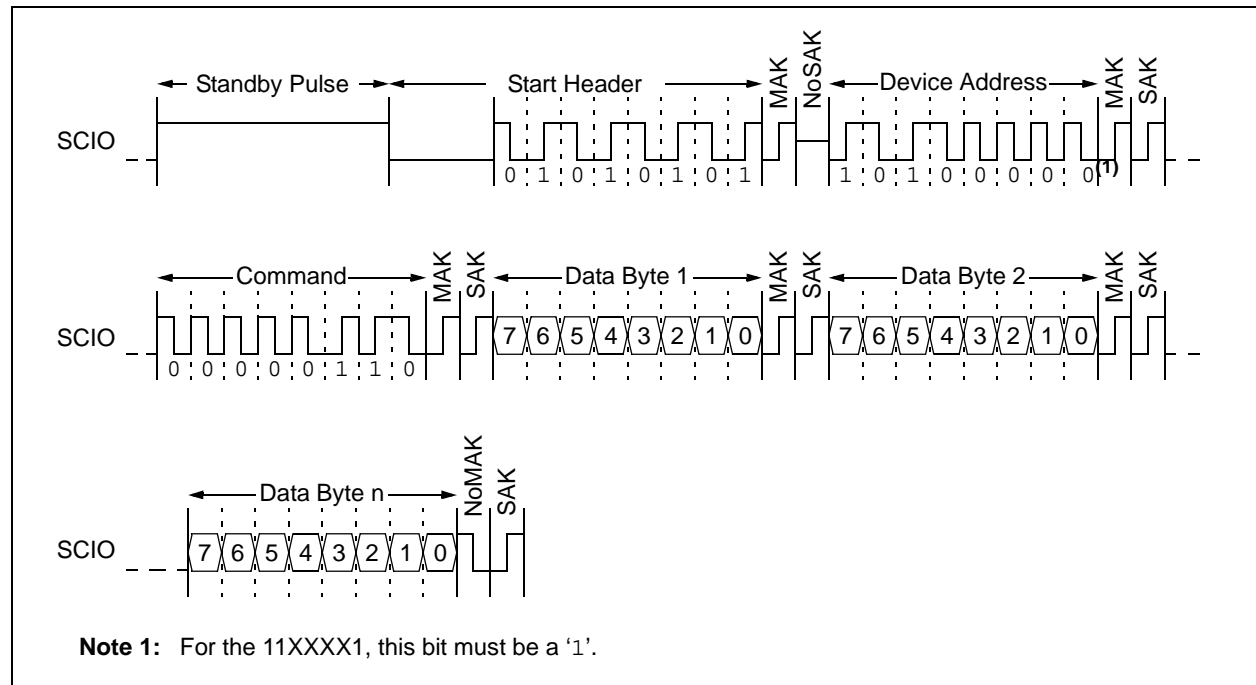 Standby Pulse Start Header MAK NoSAK Device Address MAK SAK
SCIO
0 1 0 1 0 1 0 1 1 0 1 0 0 0 0 0(1)
Command MAK SAK Data Byte 1 MAK SAK Data Byte 2 MAK SAK
SCIO 7 6 5 4 3 2 1 0 7 6 5 4 3 2 1 0
0 0 0 0 0 1 1 0
Data Byte n NoMAK SAK
SCIO 7 6 5 4 3 2 1 0
Note 1: For the 11XXXX1, this bit must be a ‘1’.